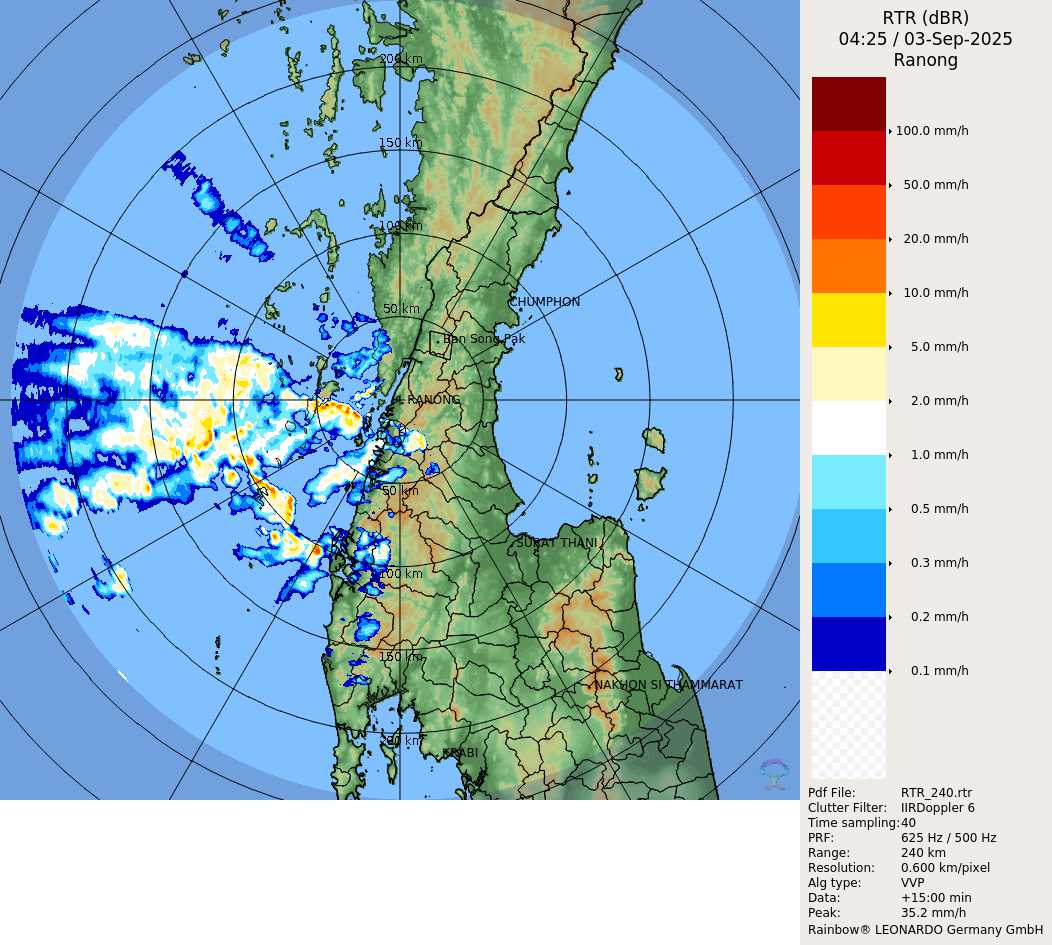 RTR (dBR)
04:25 / 03-Sep-2025
Ranong
200 km
150 km
100 km
50 km
CHUMPHON
Ban Song Pak
RANONG
50 km
SURAT THANI
100 km
150 km
NAKHON SI THAMMARAT
200 km
KRABI
100.0 mm/h
50.0 mm/h
20.0 mm/h
10.0 mm/h
5.0 mm/h
2.0 mm/h
1.0 mm/h
0.5 mm/h
0.3 mm/h
0.2 mm/h
0.1 mm/h
Pdf File: RTR_240.rtr
Clutter Filter: IIRDoppler 6
Time sampling: 40
PRF: 625 Hz / 500 Hz
Range: 240 km
Resolution: 0.600 km/pixel
Alg type: VVP
Data: +15:00 min
Peak: 35.2 mm/h
Rainbow® LEONARDO Germany GmbH